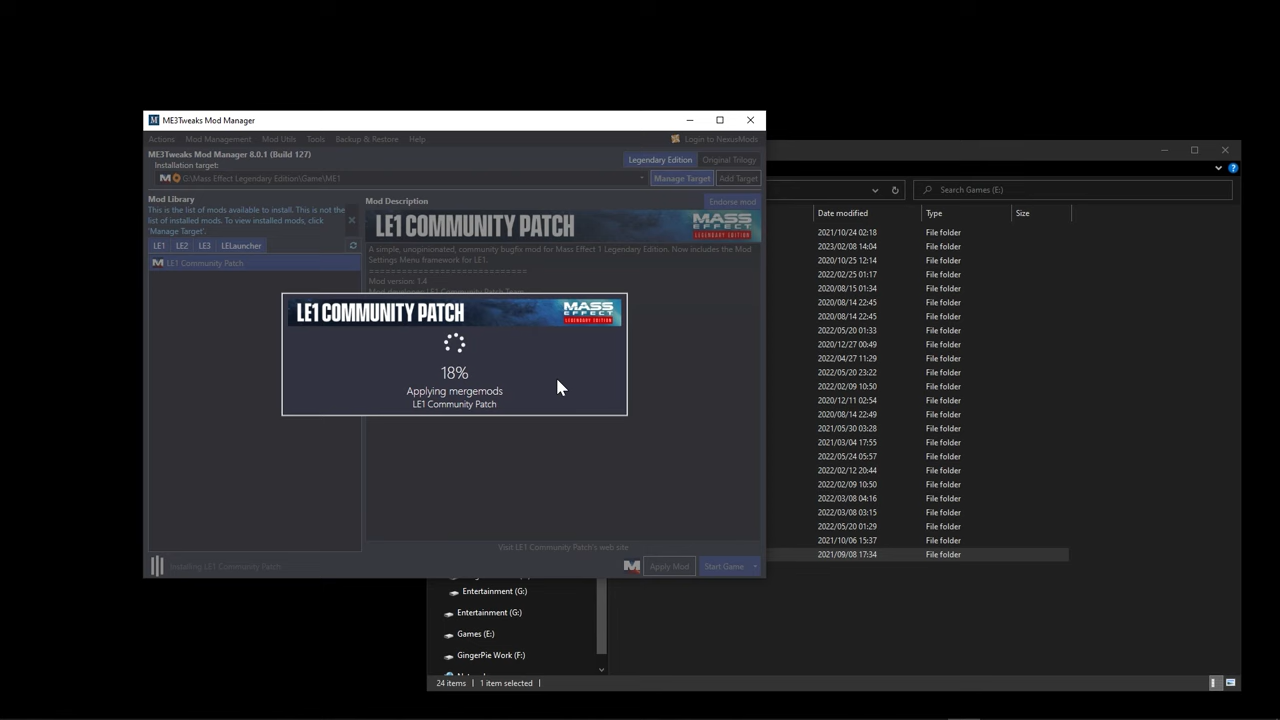 ME3Tweaks Mod Manager
Actions Mod Management Mod Utils Tools Backup & Restore Help Login to NexusMods
ME3Tweaks Mod Manager 8.0.1 (Build 127)
Legendary Edition Original Trilogy
Installation target:
G:\Mass Effect Legendary Edition\Game\ME1
Manage Target Add Target
Mod Library
This is the list of mods available to install. This is not the
list of installed mods. To view installed mods, click
'Manage Target'.
LE1 LE2 LE3 LELauncher
LE1 Community Patch
Mod Description
Endorse mod
LE1 COMMUNITY PATCH
MASS
EFFECT
LEGENDARY EDITION
A simple, unopinionated, community bugfix mod for Mass Effect 1 Legendary Edition. Now includes the Mod
Settings Menu framework for LE1.
=============================
Mod version: 1.4
Mod developer: LE1 Community Patch Team
LE1 COMMUNITY PATCH
MASS
EFFECT
LEGENDARY EDITION
18%
Applying mergemods
LE1 Community Patch
Visit LE1 Community Patch's web site
Installing LE1 Community Patch
Apply Mod Start Game
Search Games (E:)
Date modified Type Size
2021/10/24 02:18 File folder
2023/02/08 14:04 File folder
2020/10/25 12:14 File folder
2022/02/25 01:17 File folder
2020/08/15 01:34 File folder
2020/08/14 22:45 File folder
2020/08/14 22:45 File folder
2022/05/20 01:33 File folder
2020/12/27 00:49 File folder
2022/04/27 11:29 File folder
2022/05/20 23:22 File folder
2022/02/09 10:50 File folder
2020/12/11 02:54 File folder
2020/08/14 22:49 File folder
2021/05/30 03:28 File folder
2021/03/04 17:55 File folder
2022/05/24 05:57 File folder
2022/02/12 20:44 File folder
2022/02/09 10:50 File folder
2022/03/08 04:16 File folder
2022/03/08 03:15 File folder
2022/05/20 01:29 File folder
2021/10/06 15:37 File folder
2021/09/08 17:34 File folder
Entertainment (G:)
Entertainment (G:)
Games (E:)
GingerPie Work (F:)
24 items 1 item selected